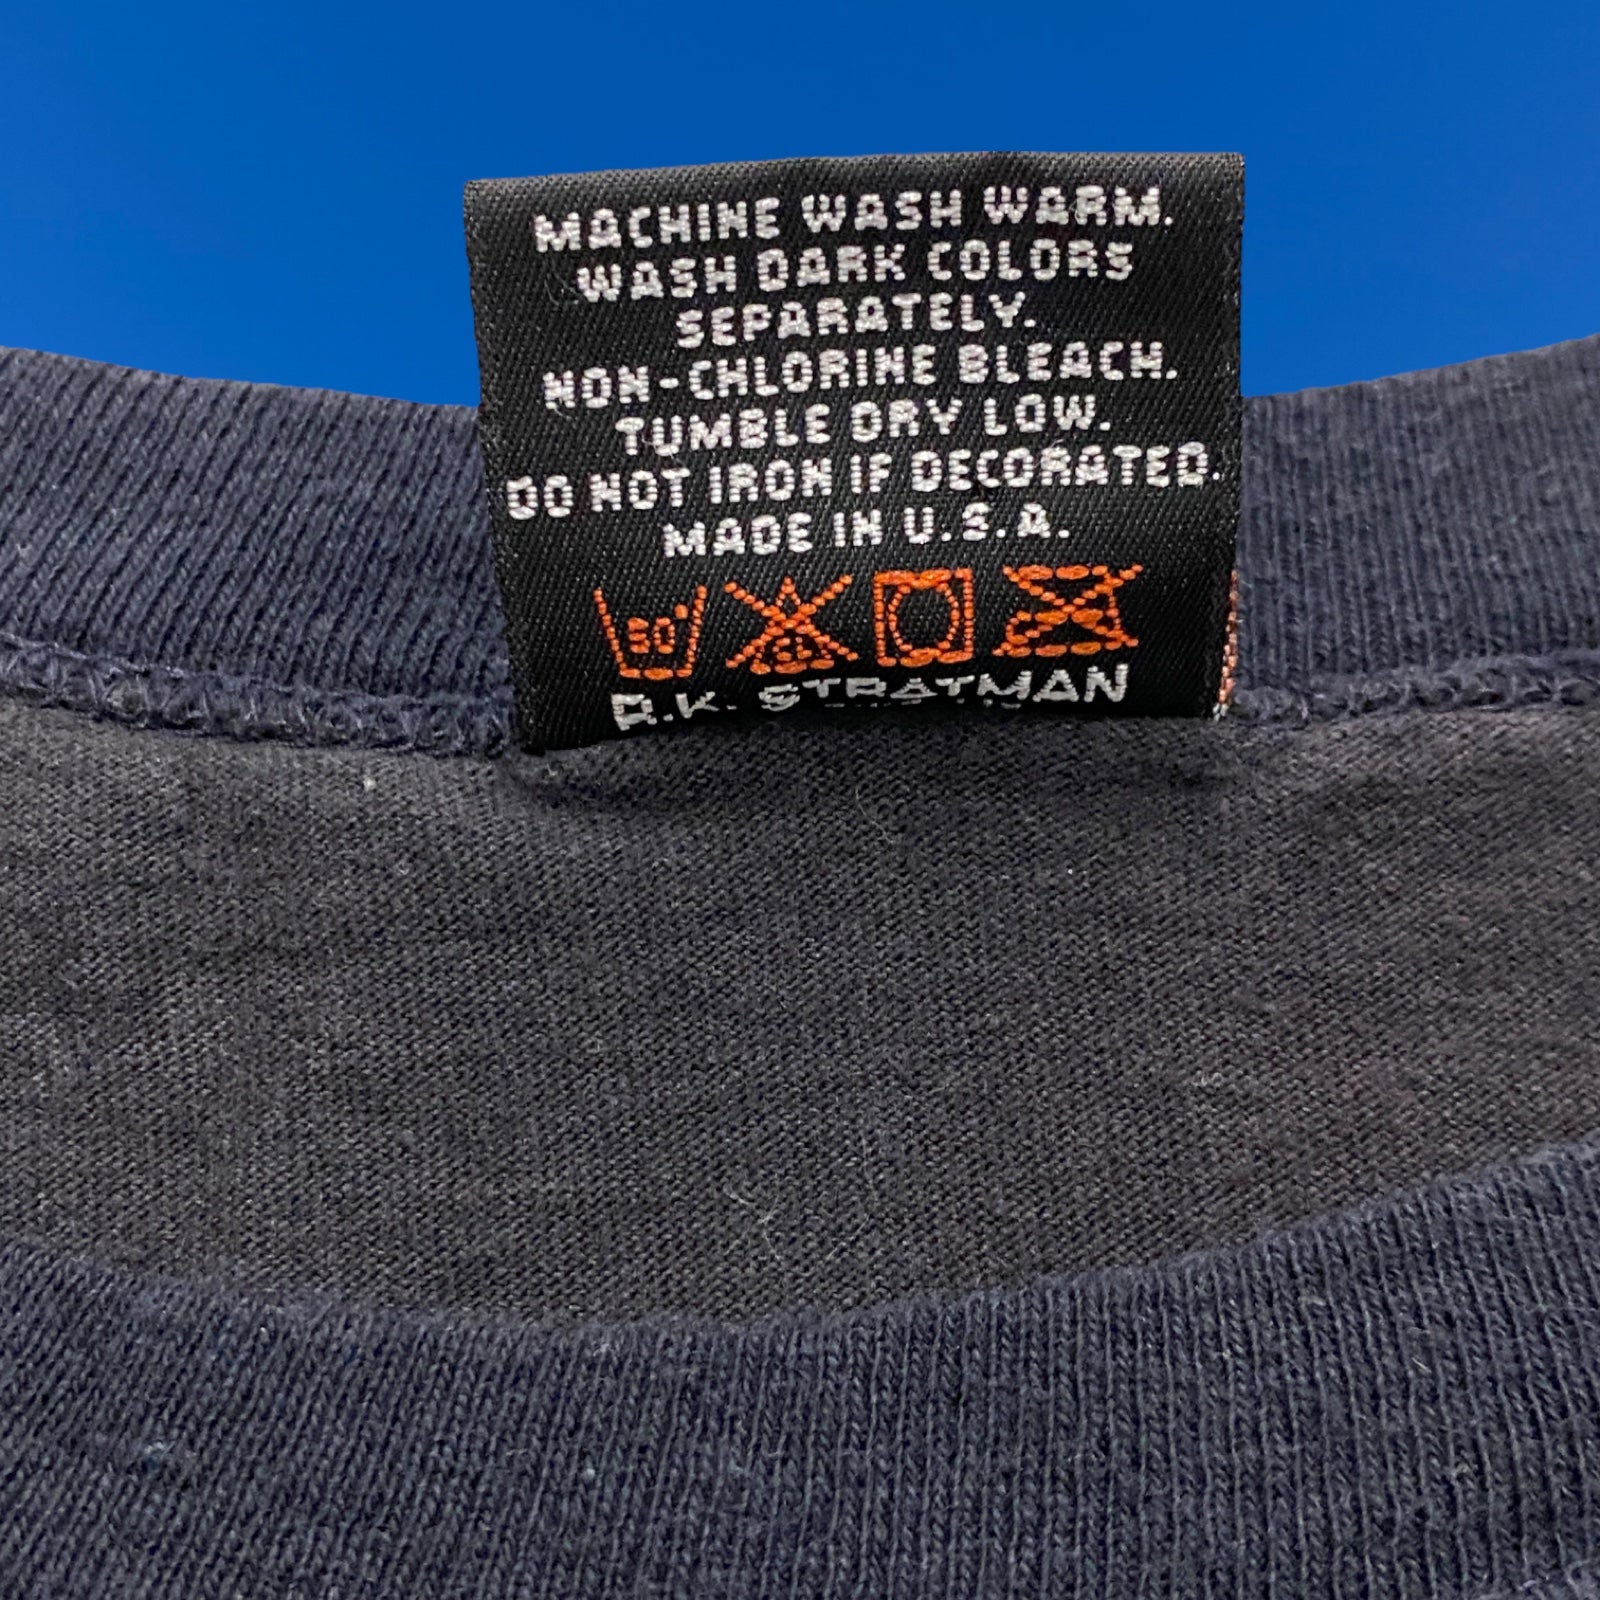 MACHINE WASH WARM.
WASH DARK COLORS
SEPARATELY.
NON-CHLORINE BLEACH.
TUMBLE DRY LOW.
DO NOT IRON IF DECORATED.
MADE IN U.S.A.
30°
R.K. STRATMAN